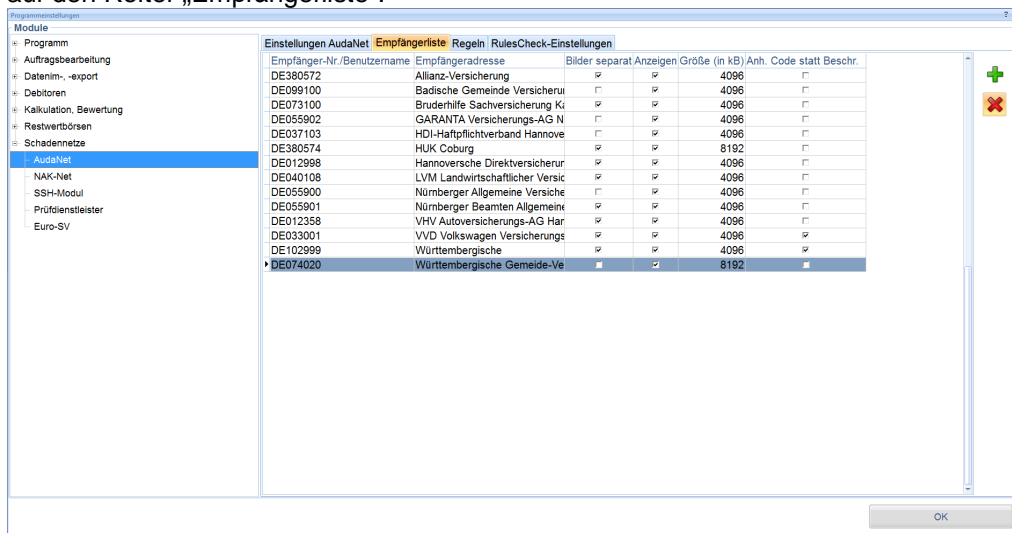 auf den Reiter „Empfängerliste“.
Programmeinstellungen ?
Module
Programm
Auftragsbearbeitung
Datenim-, -export
Debitoren
Kalkulation, Bewertung
Restwertbörsen
Schadennetze
AudaNet
NAK-Net
SSH-Modul
Prüfdienstleister
Euro-SV
Einstellungen AudaNet Empfängerliste Regeln RulesCheck-Einstellungen
Empfänger-Nr./Benutzername Empfängeradresse Bilder separat Anzeigen Größe (in kB) Anh. Code statt Beschr.
DE380572 Allianz-Versicherung 4096
DE099100 Badische Gemeinde Versicheru 4096
DE073100 Bruderhilfe Sachversicherung Ka 4096
DE055902 GARANTA Versicherungs-AG N 4096
DE037103 HDI-Haftpflichtverband Hannove 4096
DE380574 HUK Coburg 8192
DE012998 Hannoversche Direktversicherur 4096
DE040108 LVM Landwirtschaftlicher Versic 4096
DE055900 Nürnberger Allgemeine Versiche 4096
DE055901 Nürnberger Beamten Allgemeine 4096
DE012358 VHV Autoversicherungs-AG Har 4096
DE033001 VVD Volkswagen Versicherungs 4096
DE102999 Württembergische 4096
DE074020 Württembergische Gemeide-Ve 8192
OK